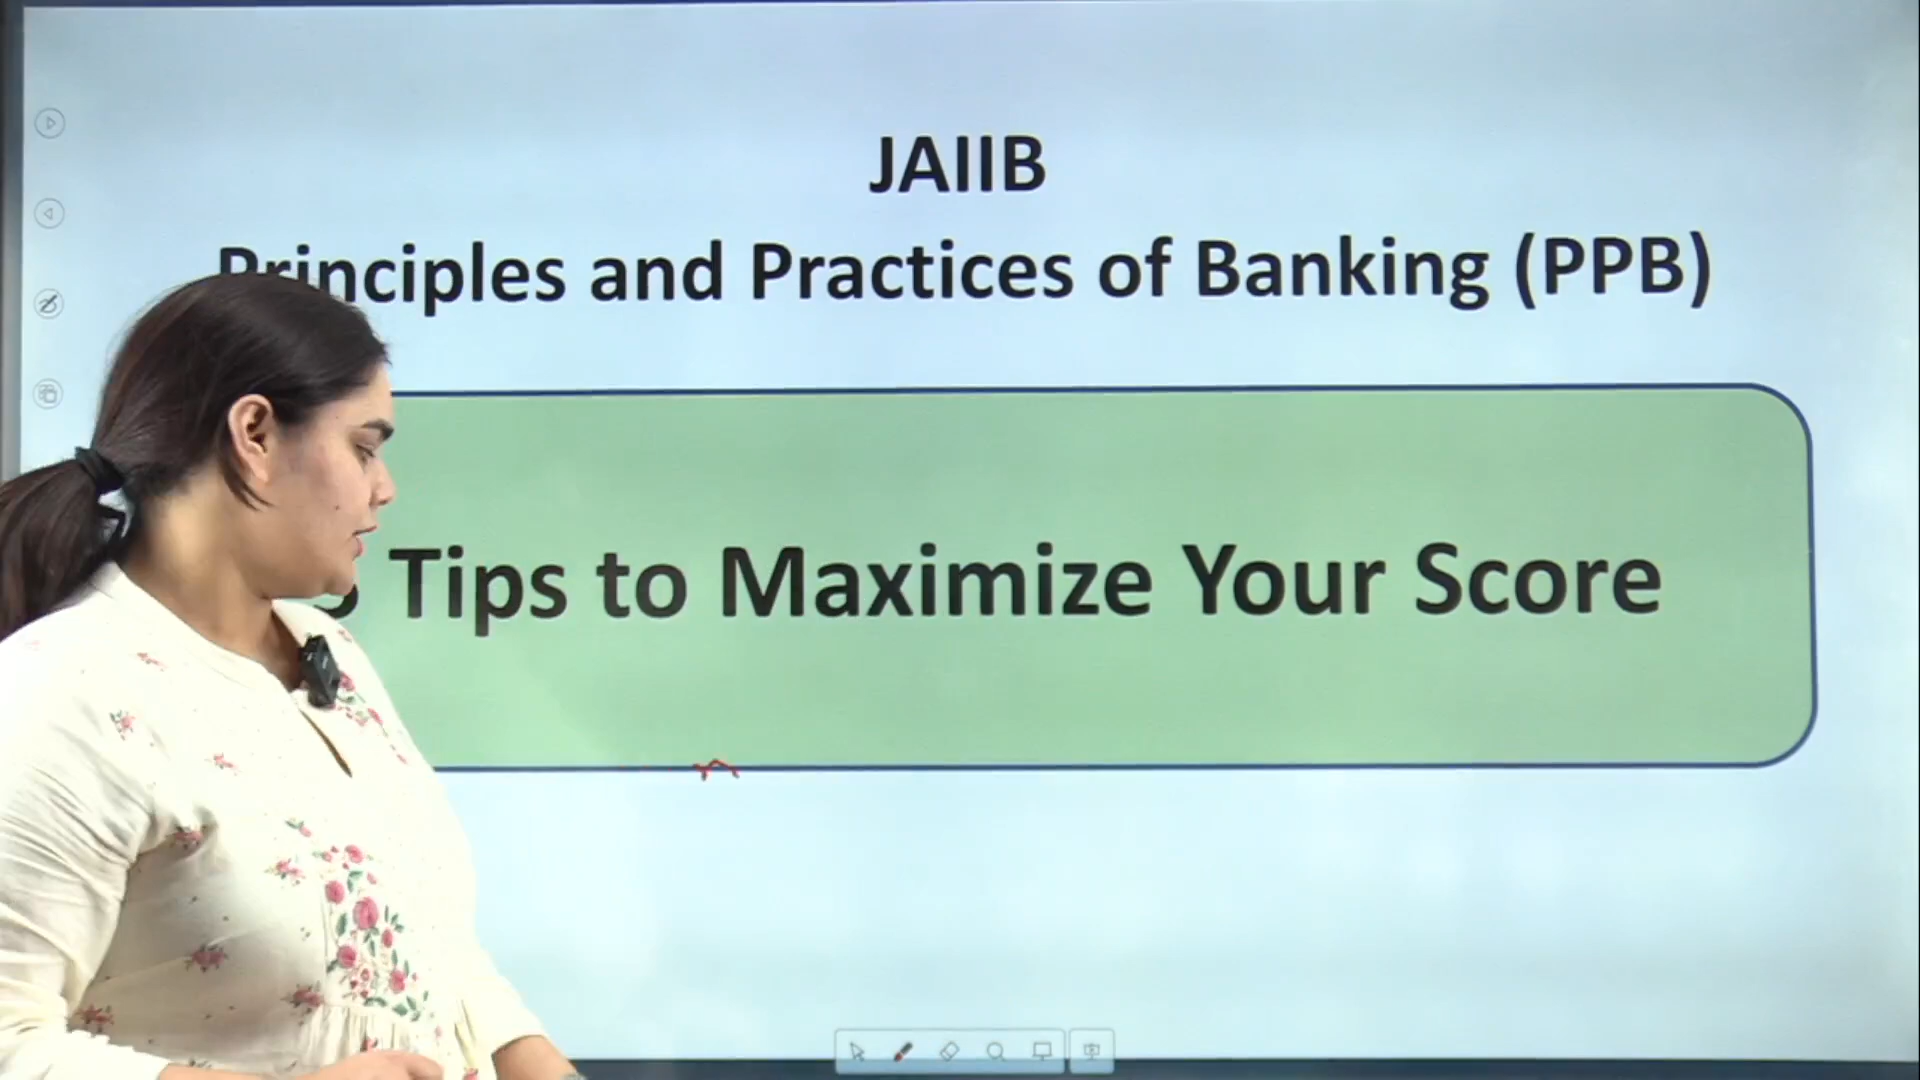 JAIIB
Principles and Practices of Banking (PPB)
Tips to Maximize Your Score